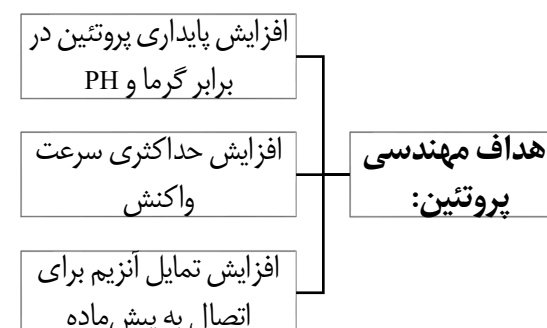 هداف مهندسی
پروتئین:
افزایش پایداری پروتئین در
برابر گرما و PH
افزایش حداکثری سرعت
واکنش
افزایش تمایل آنزیم برای
اتصال به پیش‌ماده